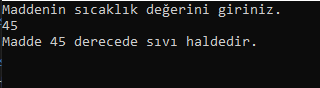 Maddenin sıcaklık değerini giriniz.
45
Madde 45 derecede sıvı haldedir.